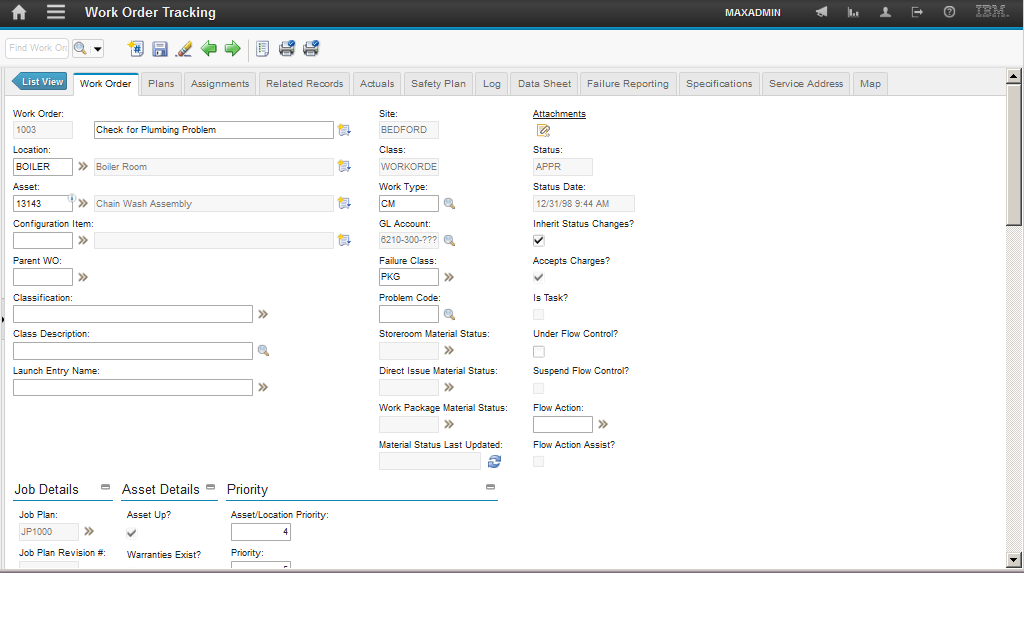 Work Order Tracking MAXADMIN IBM.
Find Work Ord
List View Work Order Plans Assignments Related Records Actuals Safety Plan Log Data Sheet Failure Reporting Specifications Service Address Map
Work Order: Site: Attachments
1003 Check for Plumbing Problem BEDFORD
Location: Class: Status:
BOILER Boiler Room WORKORDE APPR
Asset: Work Type: Status Date:
13143 Chain Wash Assembly CM 12/31/98 9:44 AM
Configuration Item: GL Account: Inherit Status Changes?
6210-300-???
Parent WO: Failure Class: Accepts Charges?
PKG
Classification: Problem Code: Is Task?
Class Description: Storeroom Material Status: Under Flow Control?
Launch Entry Name: Direct Issue Material Status: Suspend Flow Control?
Work Package Material Status: Flow Action:
Material Status Last Updated: Flow Action Assist?
Job Details Asset Details Priority
Job Plan: Asset Up? Asset/Location Priority:
JP1000 4
Job Plan Revision #: Warranties Exist? Priority: